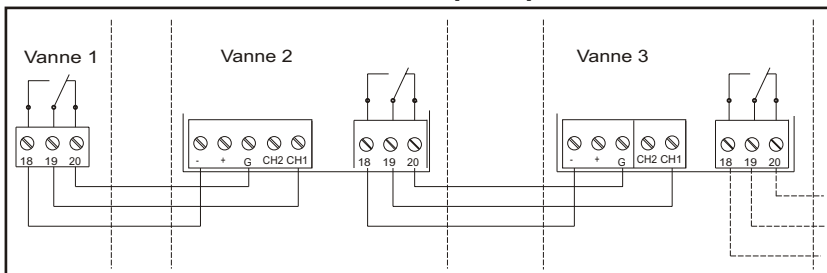 Vanne 1
Vanne 2
Vanne 3
18 19 20
- + G CH2 CH1
18 19 20
- + G CH2 CH1
18 19 20